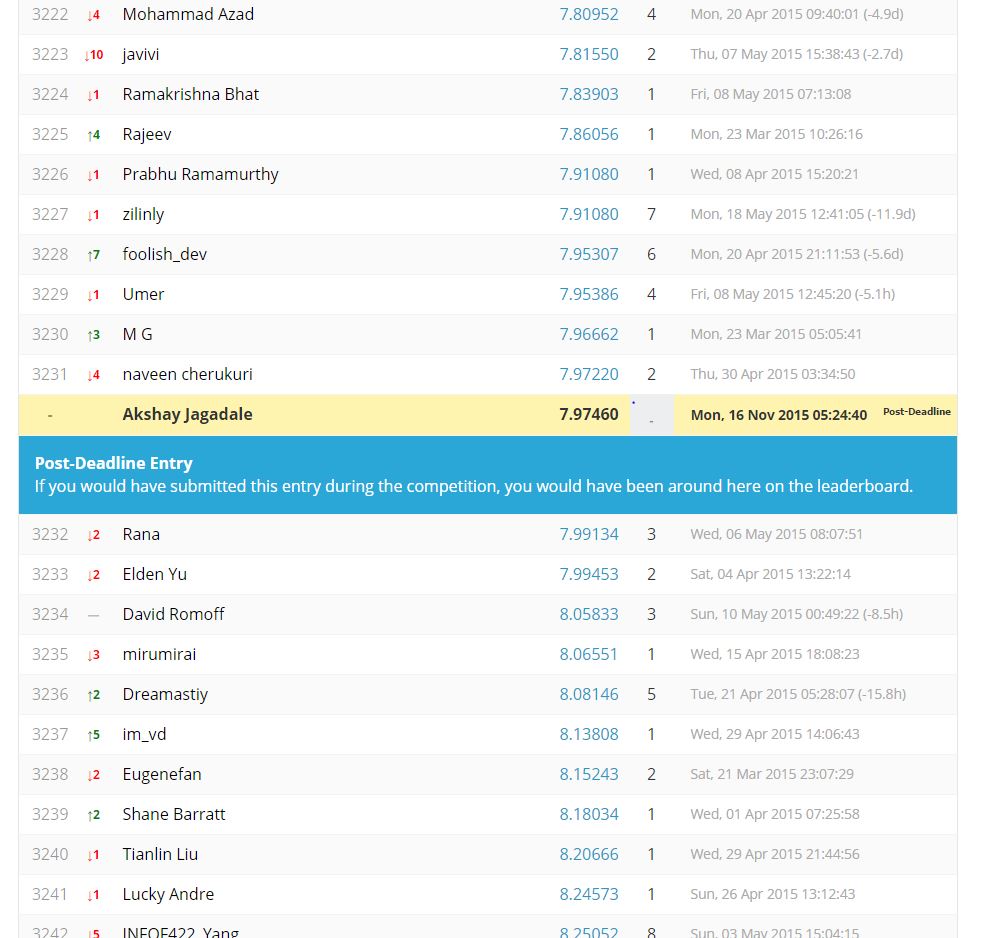 3222 ↓4 Mohammad Azad 7.80952 4 Mon, 20 Apr 2015 09:40:01 (-4.9d)
3223 ↓10 javivi 7.81550 2 Thu, 07 May 2015 15:38:43 (-2.7d)
3224 ↓1 Ramakrishna Bhat 7.83903 1 Fri, 08 May 2015 07:13:08
3225 ↑4 Rajeev 7.86056 1 Mon, 23 Mar 2015 10:26:16
3226 ↓1 Prabhu Ramamurthy 7.91080 1 Wed, 08 Apr 2015 15:20:21
3227 ↓1 zilinly 7.91080 7 Mon, 18 May 2015 12:41:05 (-11.9d)
3228 ↑7 foolish_dev 7.95307 6 Mon, 20 Apr 2015 21:11:53 (-5.6d)
3229 ↓1 Umer 7.95386 4 Fri, 08 May 2015 12:45:20 (-5.1h)
3230 ↑3 M G 7.96662 1 Mon, 23 Mar 2015 05:05:41
3231 ↓4 naveen cherukuri 7.97220 2 Thu, 30 Apr 2015 03:34:50
- Akshay Jagadale 7.97460 - Mon, 16 Nov 2015 05:24:40 Post-Deadline
Post-Deadline Entry
If you would have submitted this entry during the competition, you would have been around here on the leaderboard.
3232 ↓2 Rana 7.99134 3 Wed, 06 May 2015 08:07:51
3233 ↓2 Elden Yu 7.99453 2 Sat, 04 Apr 2015 13:22:14
3234 — David Romoff 8.05833 3 Sun, 10 May 2015 00:49:22 (-8.5h)
3235 ↓3 mirumirai 8.06551 1 Wed, 15 Apr 2015 18:08:23
3236 ↑2 Dreamastiy 8.08146 5 Tue, 21 Apr 2015 05:28:07 (-15.8h)
3237 ↑5 im_vd 8.13808 1 Wed, 29 Apr 2015 14:06:43
3238 ↓2 Eugenefan 8.15243 2 Sat, 21 Mar 2015 23:07:29
3239 ↑2 Shane Barratt 8.18034 1 Wed, 01 Apr 2015 07:25:58
3240 ↓1 Tianlin Liu 8.20666 1 Wed, 29 Apr 2015 21:44:56
3241 ↓1 Lucky Andre 8.24573 1 Sun, 26 Apr 2015 13:12:43
3242 ↓5 INFOF422_Yang 8.25052 8 Sun, 03 May 2015 15:04:15